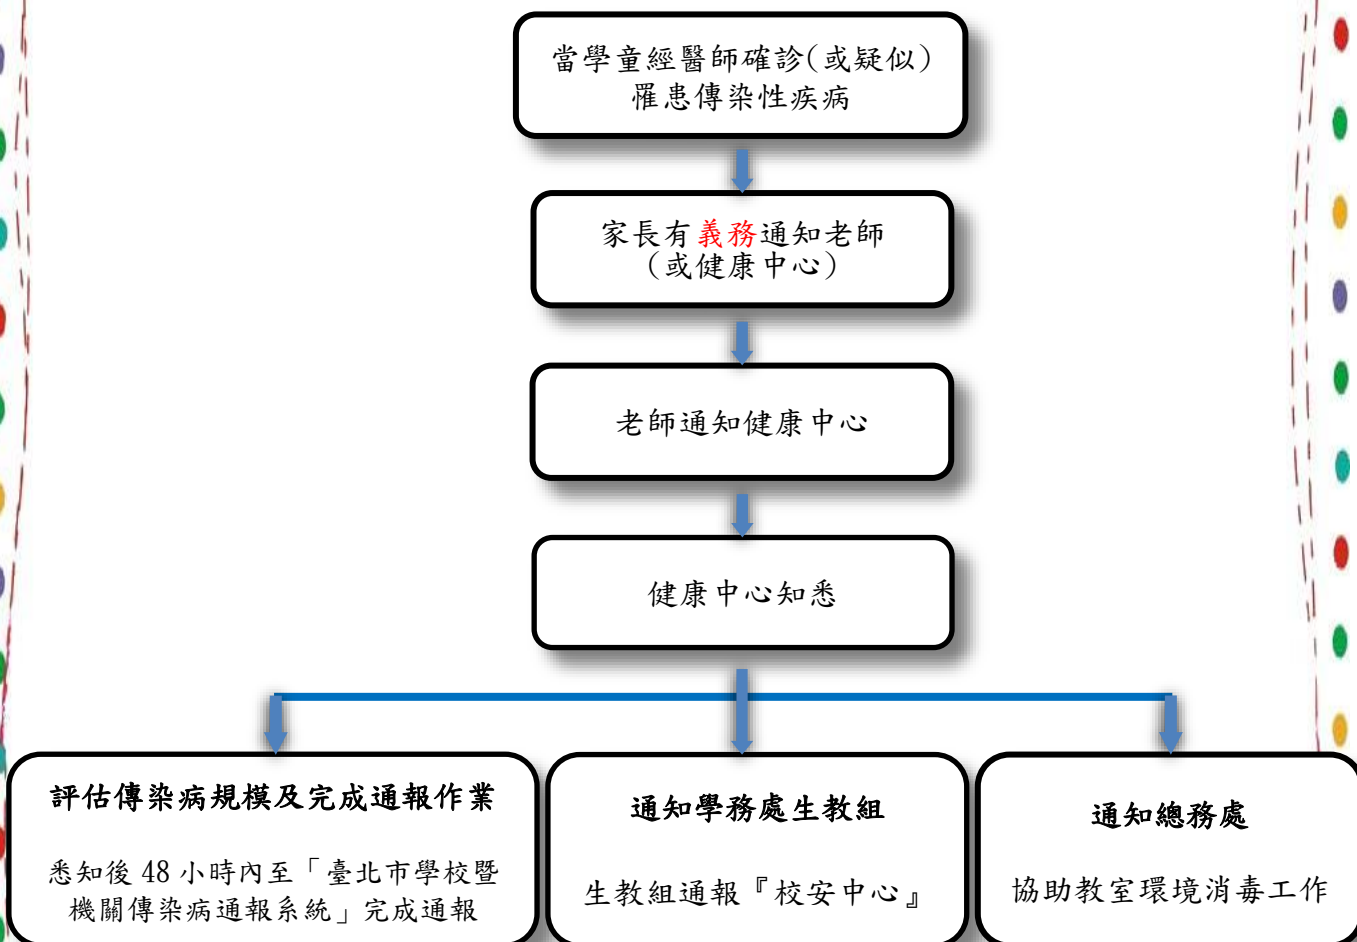 當學童經醫師確診(或疑似)
罹患傳染性疾病
家長有義務通知老師
(或健康中心)
老師通知健康中心
健康中心知悉
評估傳染病規模及完成通報作業
悉知後 48 小時內至「臺北市學校暨
機關傳染病通報系統」完成通報
通知學務處生教組
生教組通報『校安中心』
通知總務處
協助教室環境消毒工作